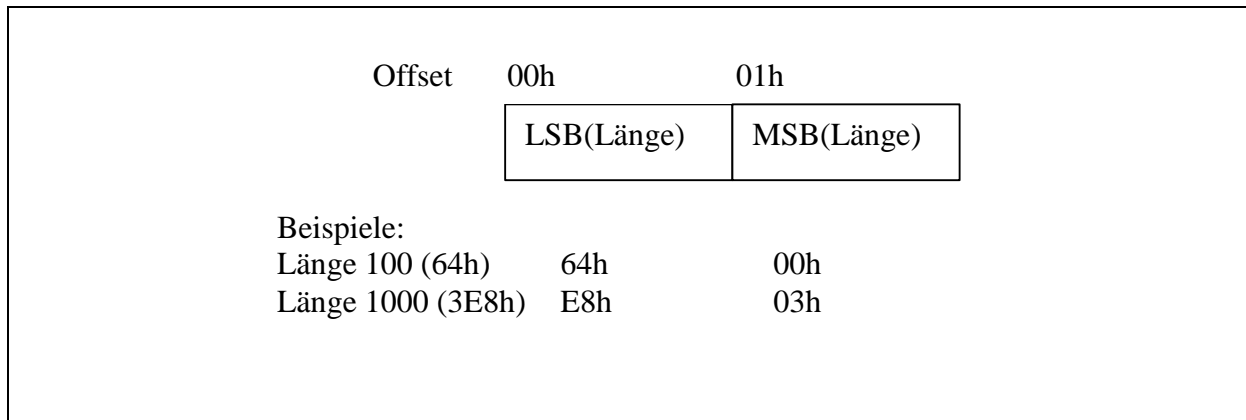 Offset 00h 01h
LSB(Länge) MSB(Länge)
Beispiele:
Länge 100 (64h) 64h 00h
Länge 1000 (3E8h) E8h 03h